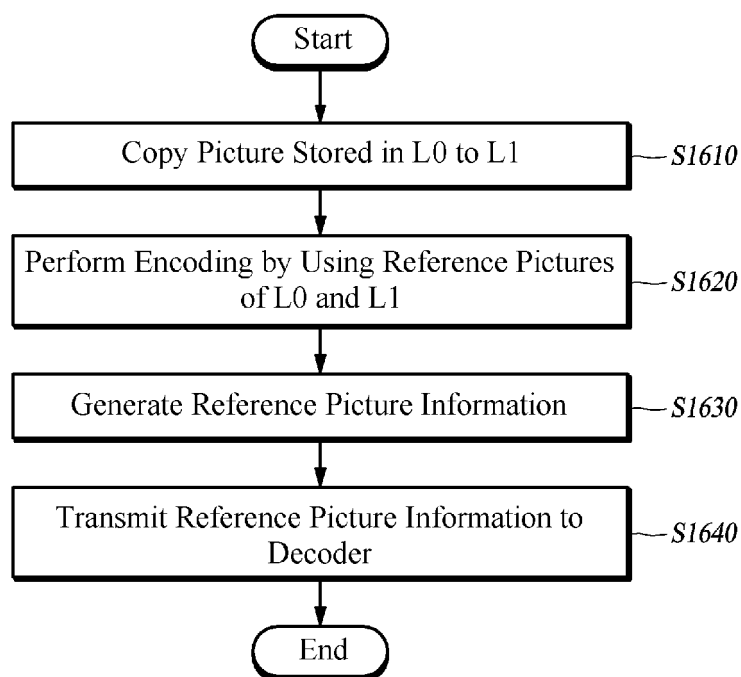 Start
Copy Picture Stored in L0 to L1
S1610
Perform Encoding by Using Reference Pictures
of L0 and L1
S1620
Generate Reference Picture Information
S1630
Transmit Reference Picture Information to
Decoder
S1640
End